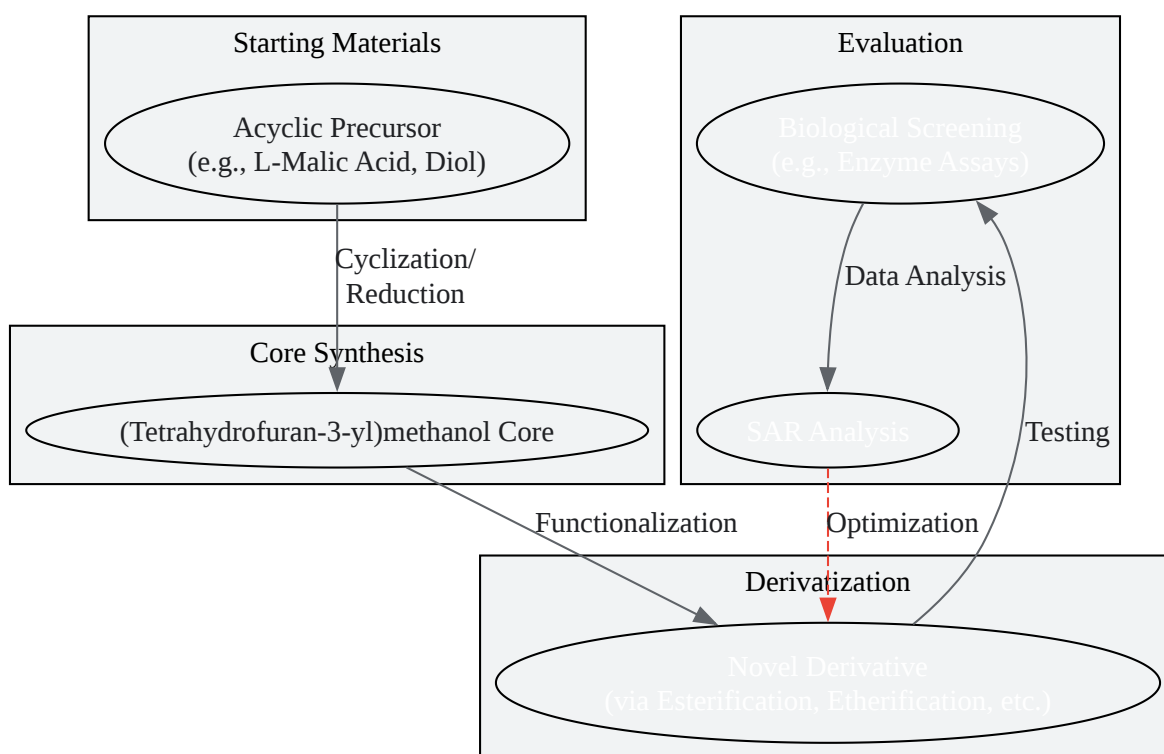 Starting Materials
Acyclic Precursor
(e.g., L-Malic Acid, Diol)
Cyclization/
Reduction
Core Synthesis
(Tetrahydrofuran-3-yl)methanol Core
Functionalization
Evaluation
Biological Screening
(e.g., Enzyme Assays)
Data Analysis
SAR Analysis
Testing
Optimization
Derivatization
Novel Derivative
(via Esterification, Etherification, etc.)